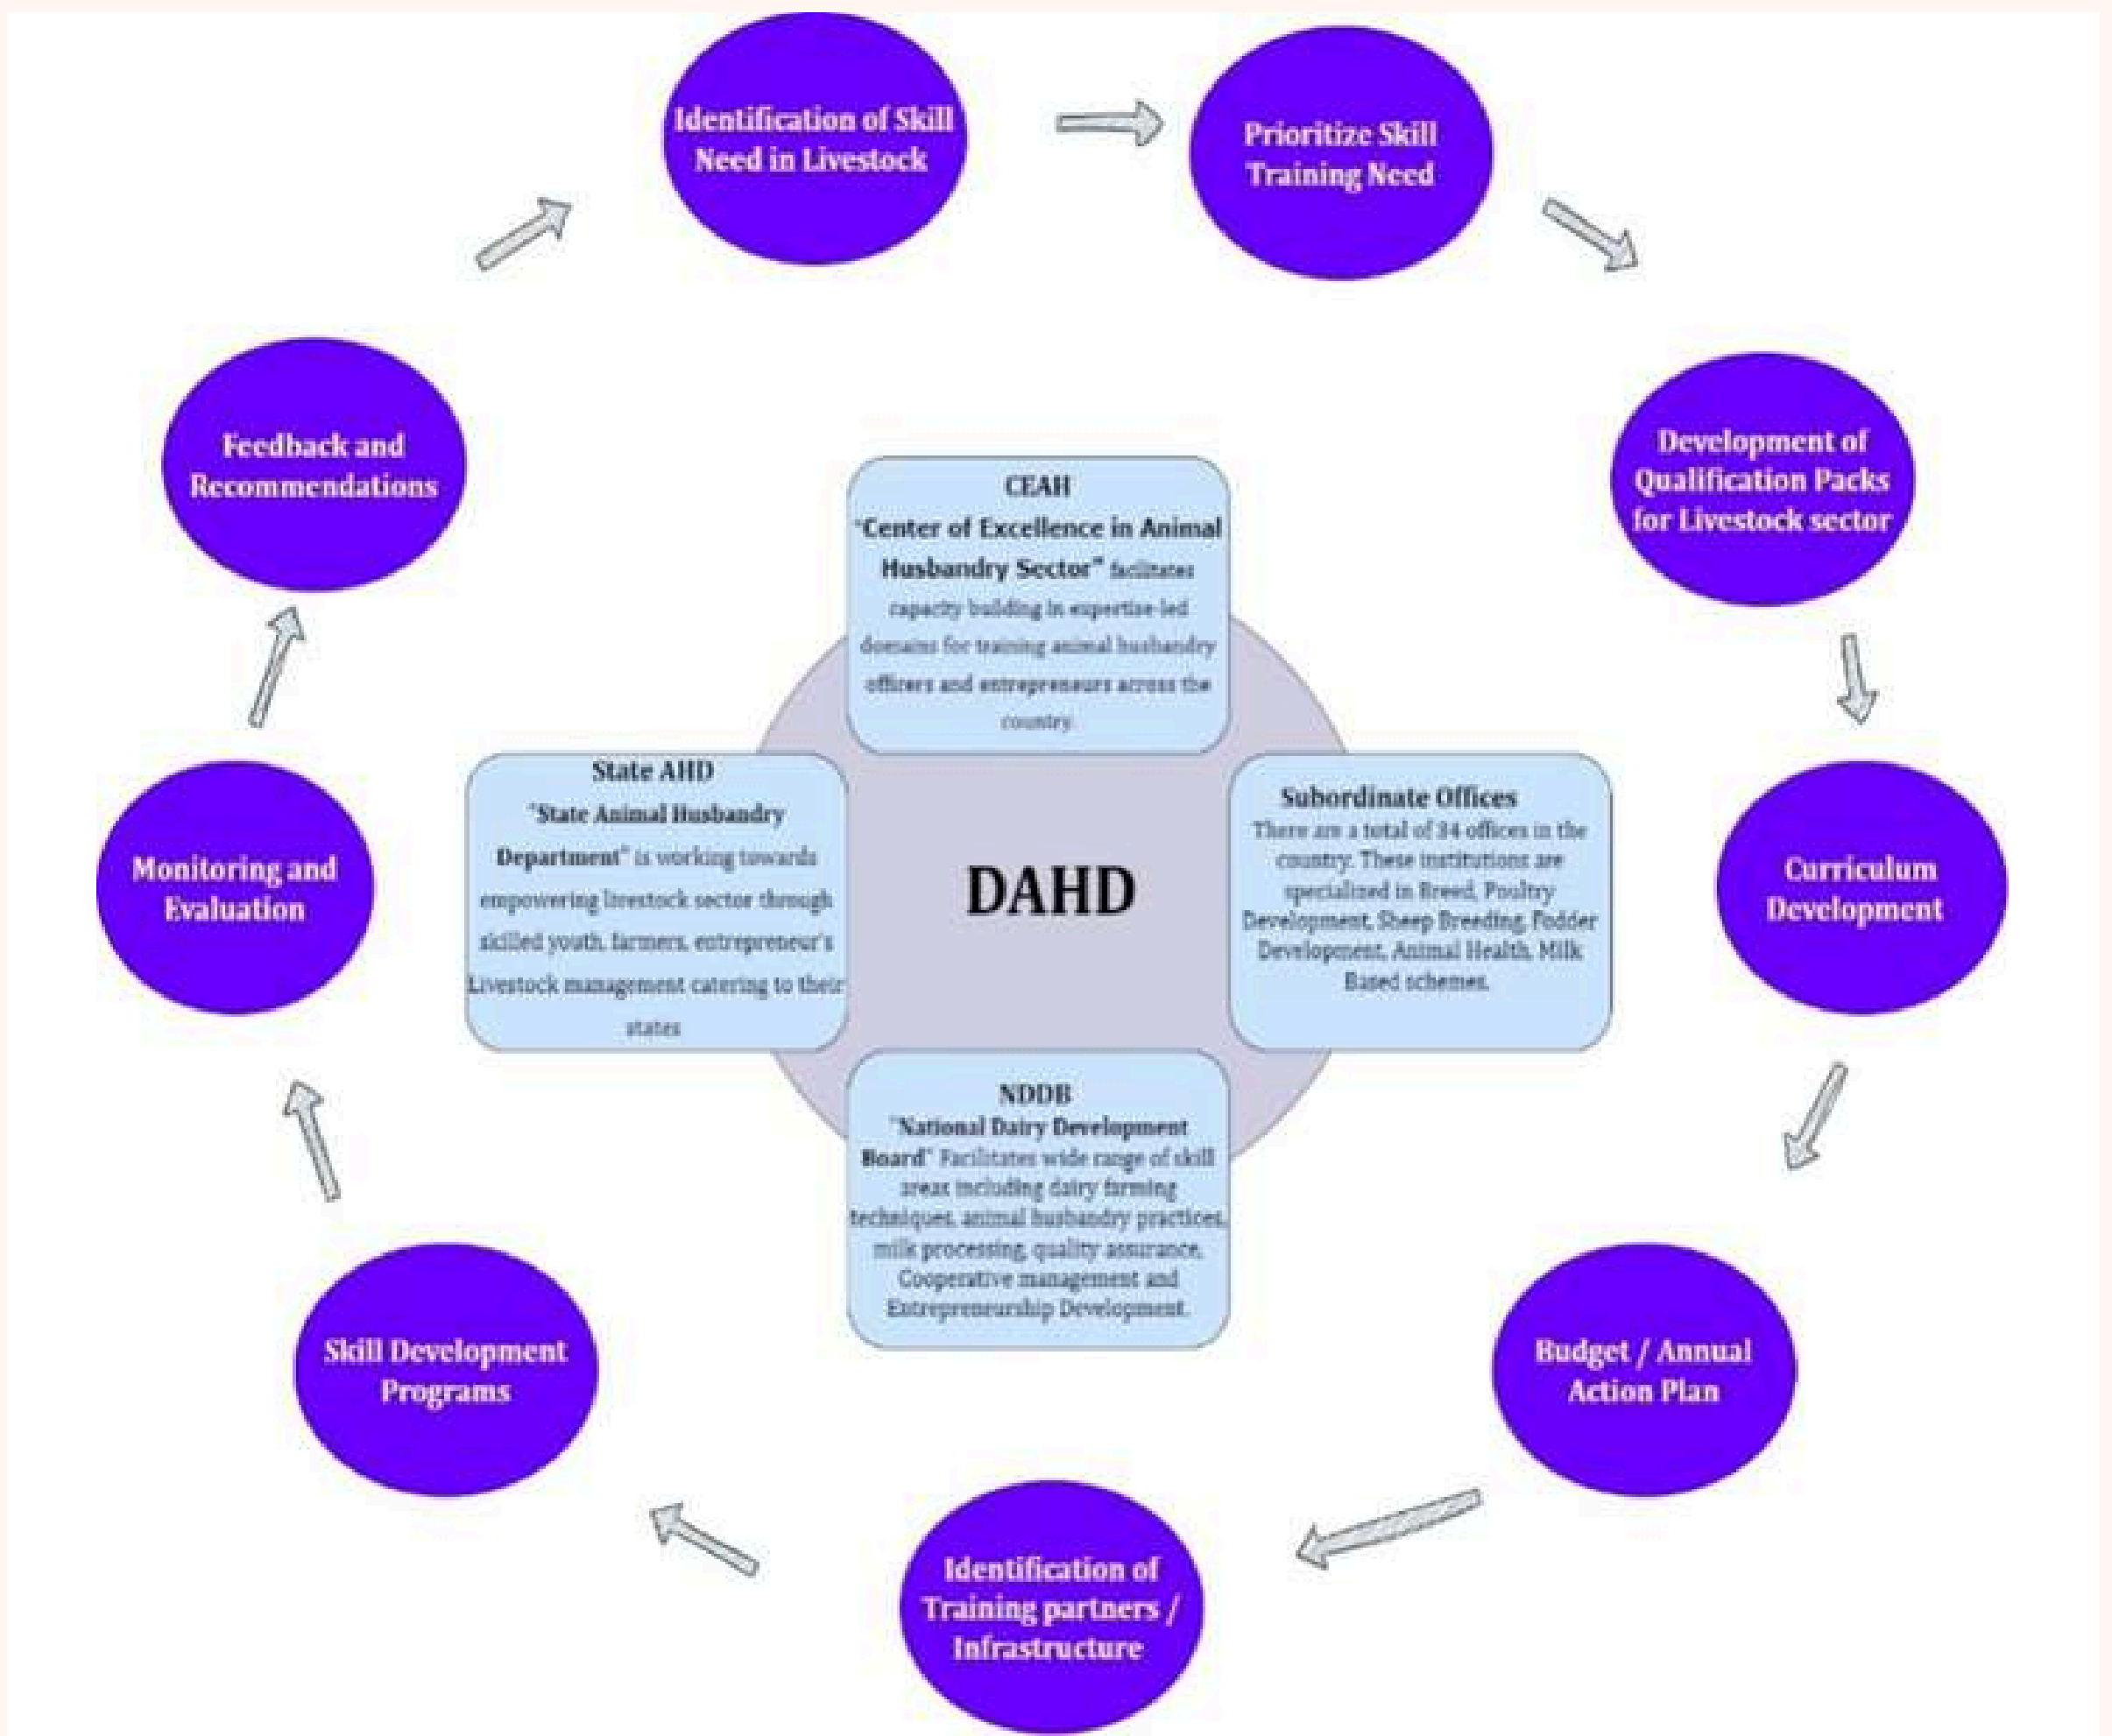 Identification of Skill
Need in Livestock
Prioritize Skill
Training Need
Development of
Qualification Packs
for Livestock sector
Curriculum
Development
Budget / Annual
Action Plan
Identification of
Training partners /
Infrastructure
Skill Development
Programs
Monitoring and
Evaluation
Feedback and
Recommendations
CEAH
"Center of Excellence in Animal
Husbandry Sector" facilitates
capacity building in expertise-led
domains for training animal husbandry
officers and entrepreneurs across the
country.
State AHD
"State Animal Husbandry
Department" is working towards
empowering livestock sector through
skilled youth, farmers, entrepreneur's
Livestock management catering to their
states
DAHD
Subordinate Offices
There are a total of 34 offices in the
country. These institutions are
specialized in Breed, Poultry
Development, Sheep Breeding, Fodder
Development, Animal Health, Milk
Based schemes.
NDDB
"National Dairy Development
Board" Facilitates wide range of skill
areas including dairy farming
techniques, animal husbandry practices,
milk processing, quality assurance,
Cooperative management and
Entrepreneurship Development.